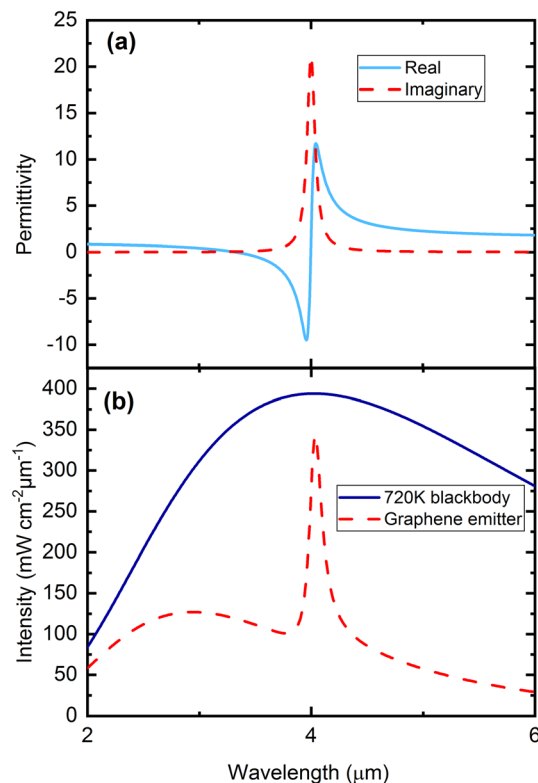 (a)
25
20
15
10
5
0
-5
-10
Permittivity
Real
Imaginary
(b)
400
350
300
250
200
150
100
50
0
Intensity (mW cm⁻²µm⁻¹)
720K blackbody
Graphene emitter
2
4
6
Wavelength (µm)